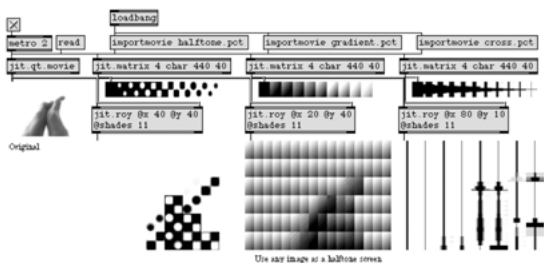 loadbang
metro 2
read
importmovie halftone.pct
importmovie gradient.pct
importmovie cross.pct
jit.qt.movie
jit.matrix 4 char 440 40
jit.matrix 4 char 440 40
jit.matrix 4 char 440 40
jit.roy @x 40 @y 40
@shades 11
jit.roy @x 20 @y 40
@shades 11
jit.roy @x 80 @y 10
@shades 11
Original
Use any image as a halftone screen